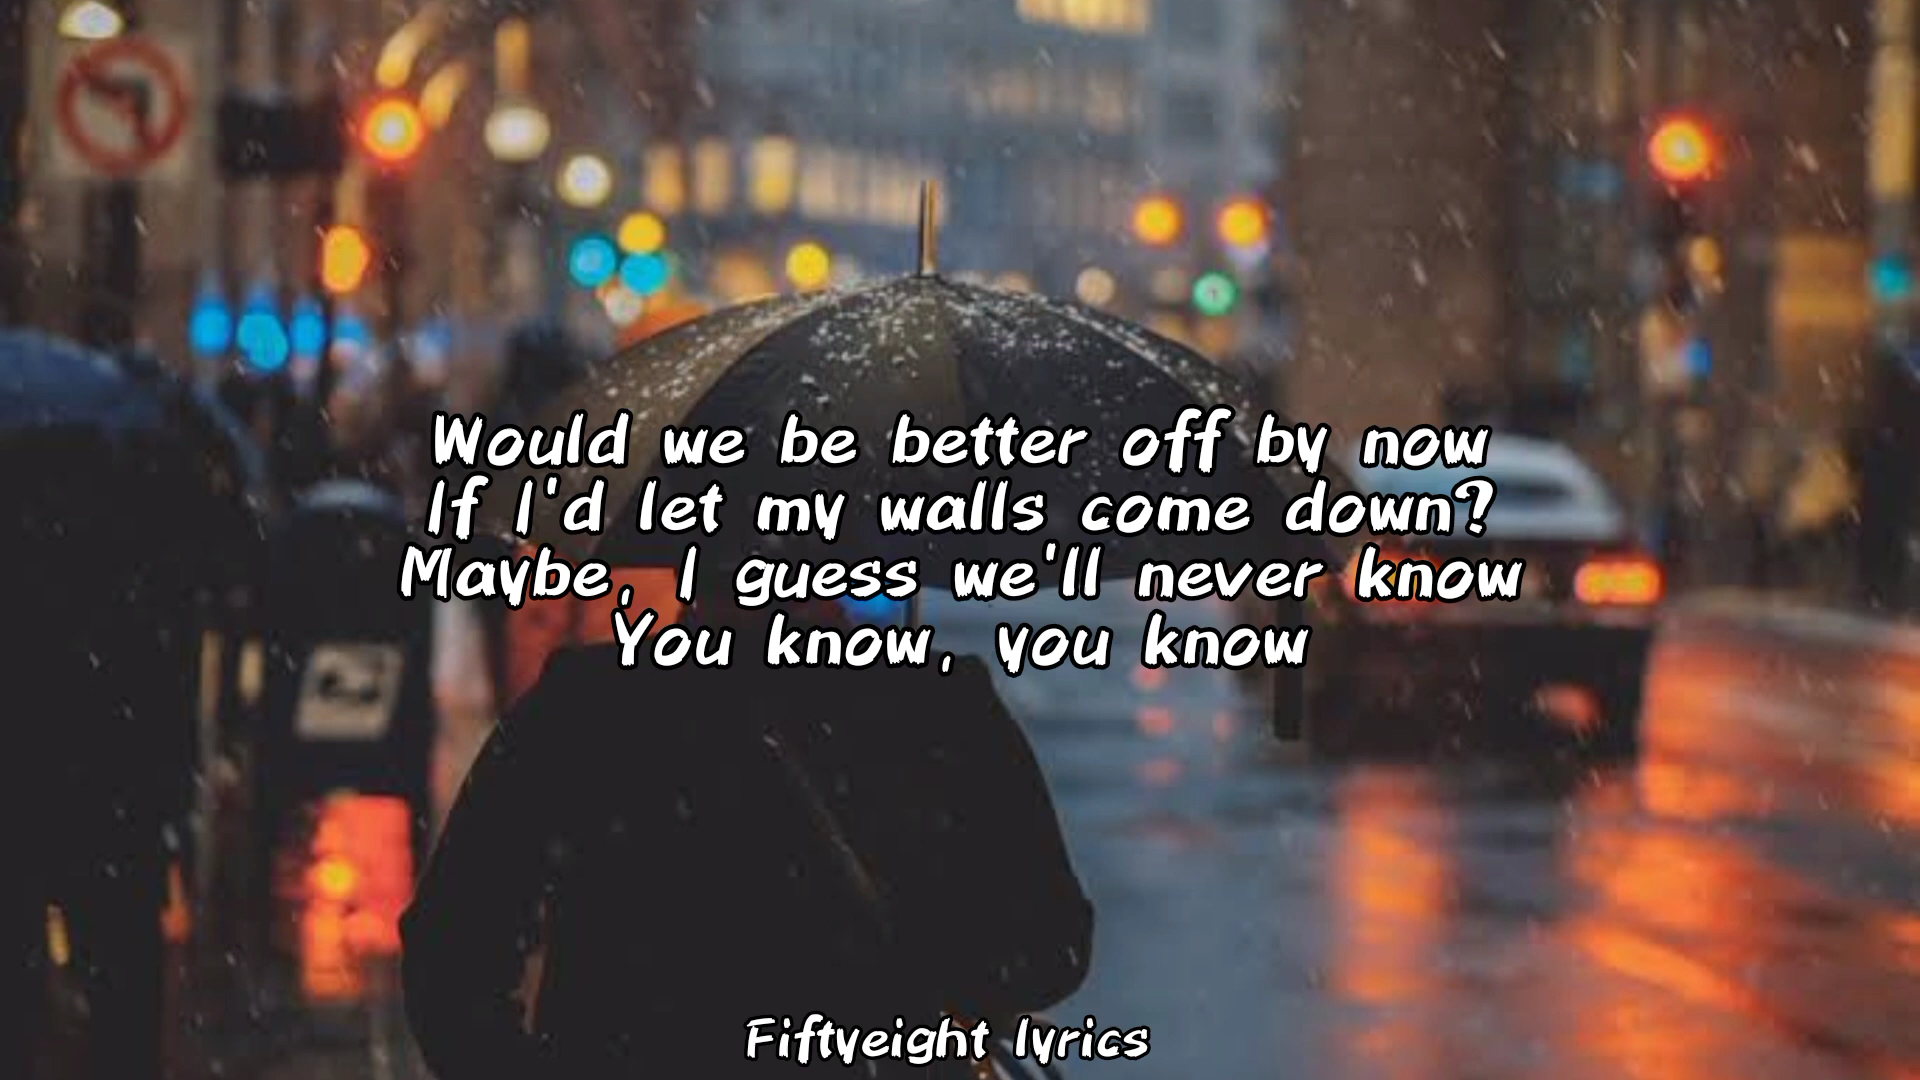 Would we be better off by now
If I'd let my walls come down?
Maybe, I guess we'll never know
You know, you know
Fiftyeight lyrics